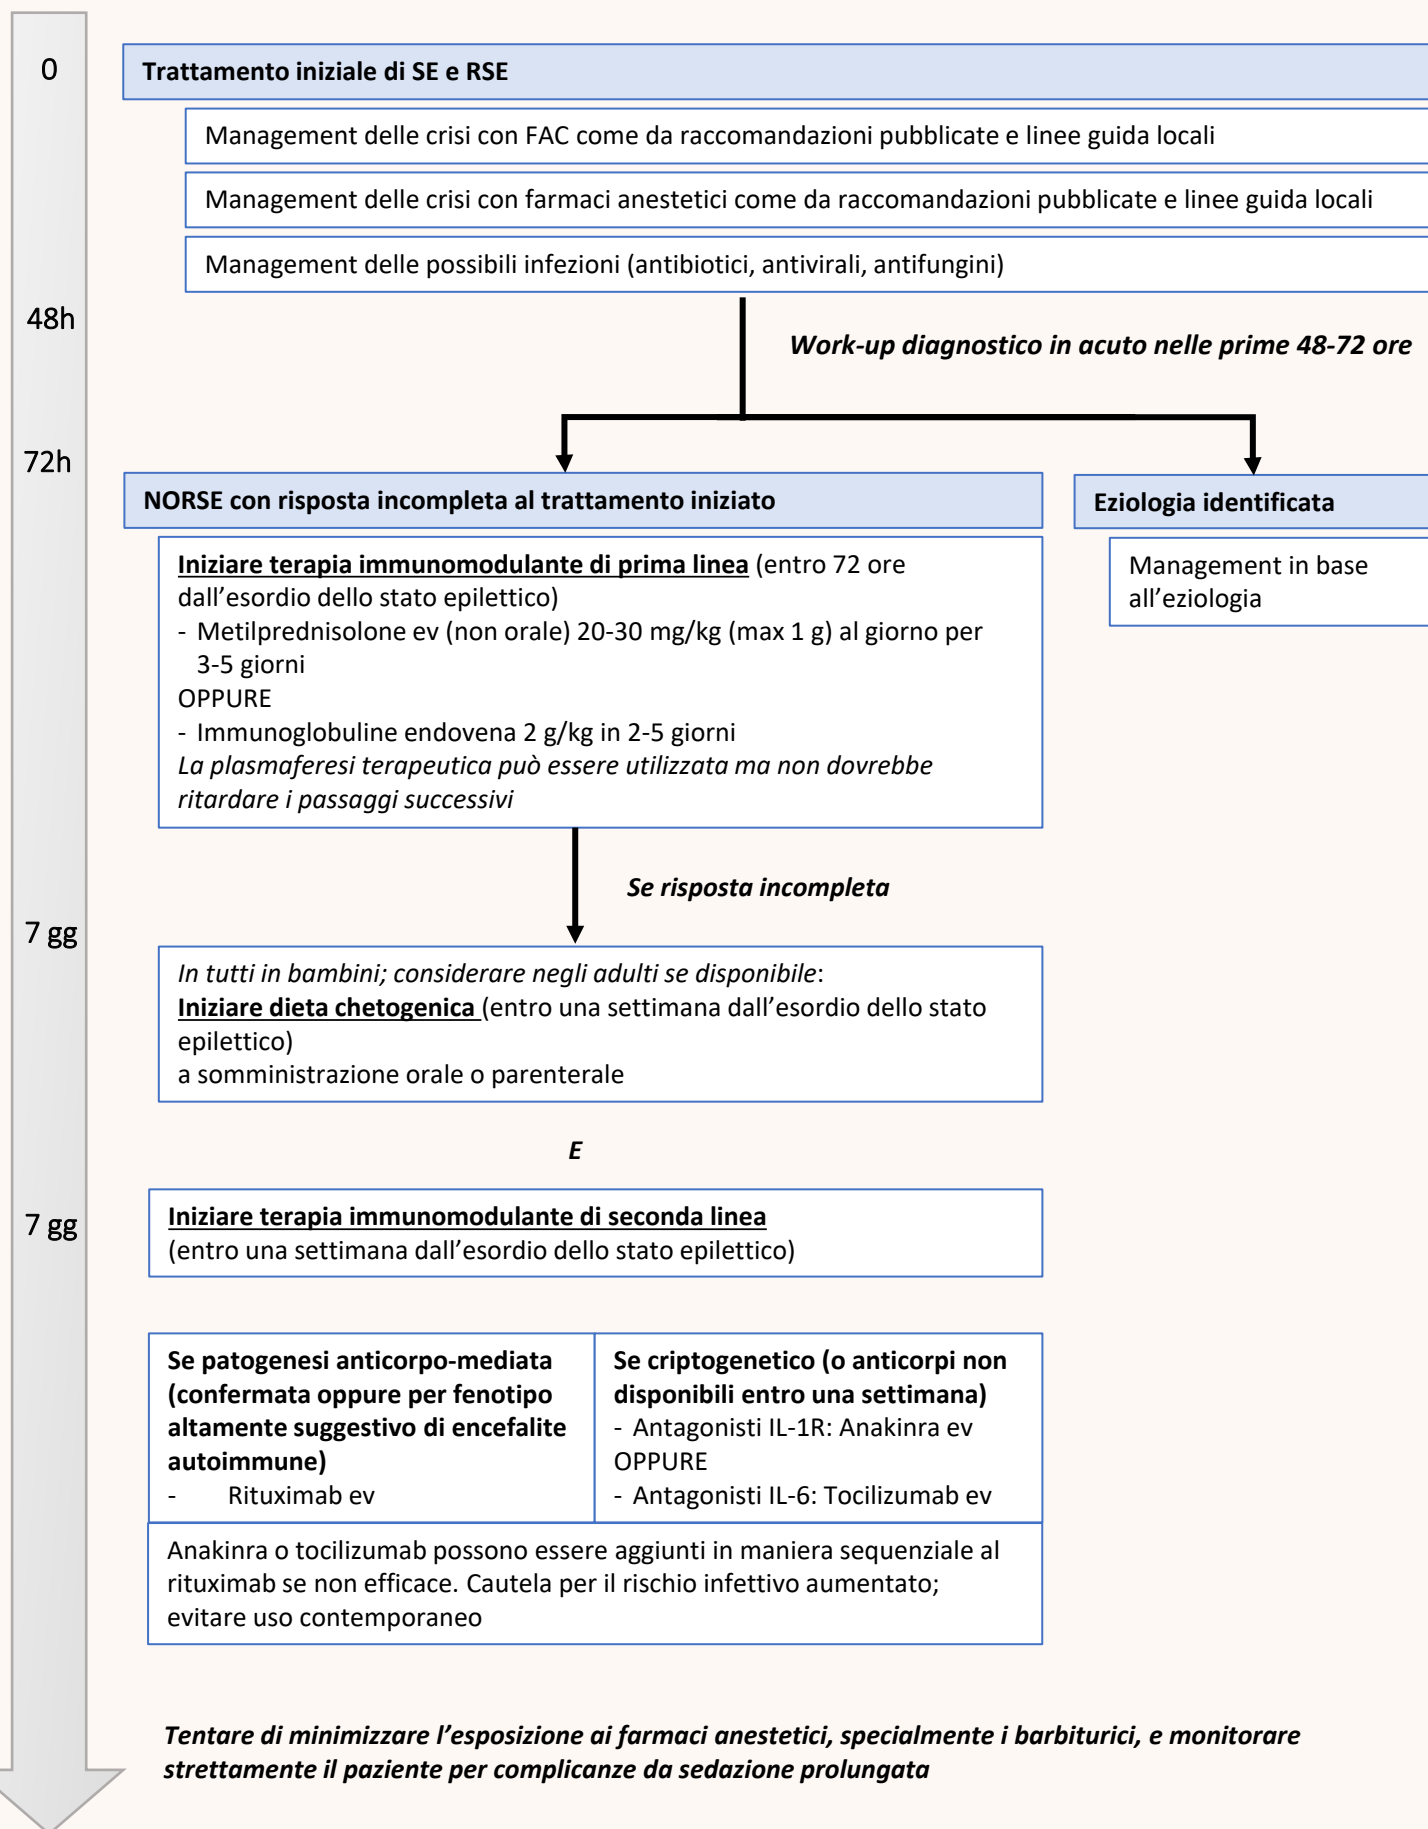 0
Trattamento iniziale di SE e RSE
Management delle crisi con FAC come da raccomandazioni pubblicate e linee guida locali
Management delle crisi con farmaci anestetici come da raccomandazioni pubblicate e linee guida locali
Management delle possibili infezioni (antibiotici, antivirali, antifungini)
48h
Work-up diagnostico in acuto nelle prime 48-72 ore
72h
NORSE con risposta incompleta al trattamento iniziato
Iniziare terapia immunomodulante di prima linea (entro 72 ore
dall'esordio dello stato epilettico)
- Metilprednisolone ev (non orale) 20-30 mg/kg (max 1 g) al giorno per
3-5 giorni
OPPURE
- Immunoglobuline endovena 2 g/kg in 2-5 giorni
La plasmaferesi terapeutica può essere utilizzata ma non dovrebbe
ritardare i passaggi successivi
Eziologia identificata
Management in base
all'eziologia
Se risposta incompleta
7 gg
In tutti in bambini; considerare negli adulti se disponibile:
Iniziare dieta chetogenica (entro una settimana dall'esordio dello stato
epilettico)
a somministrazione orale o parenterale
E
7 gg
Iniziare terapia immunomodulante di seconda linea
(entro una settimana dall'esordio dello stato epilettico)
Se patogenesi anticorpo-mediata
(confermata oppure per fenotipo
altamente suggestivo di encefalite
autoimmune)
- Rituximab ev
Se criptogenetico (o anticorpi non
disponibili entro una settimana)
- Antagonisti IL-1R: Anakinra ev
OPPURE
- Antagonisti IL-6: Tocilizumab ev
Anakinra o tocilizumab possono essere aggiunti in maniera sequenziale al
rituximab se non efficace. Cautela per il rischio infettivo aumentato;
evitare uso contemporaneo
Tentare di minimizzare l'esposizione ai farmaci anestetici, specialmente i barbiturici, e monitorare
strettamente il paziente per complicanze da sedazione prolungata